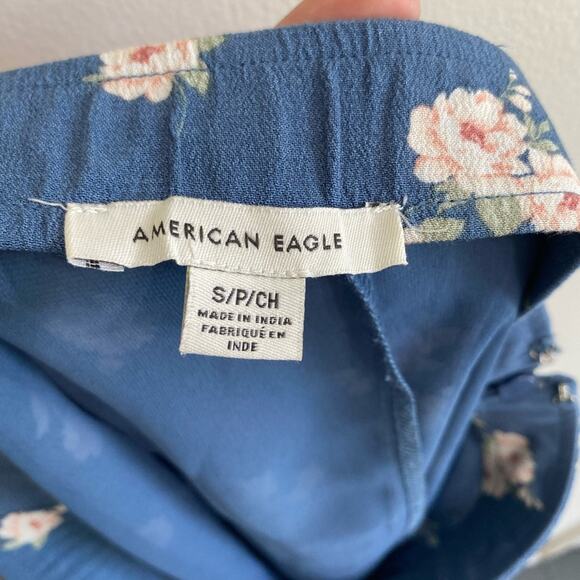 AMERICAN EAGLE
S/P/CH
MADE IN INDIA
FABRIQUÉ EN
INDE